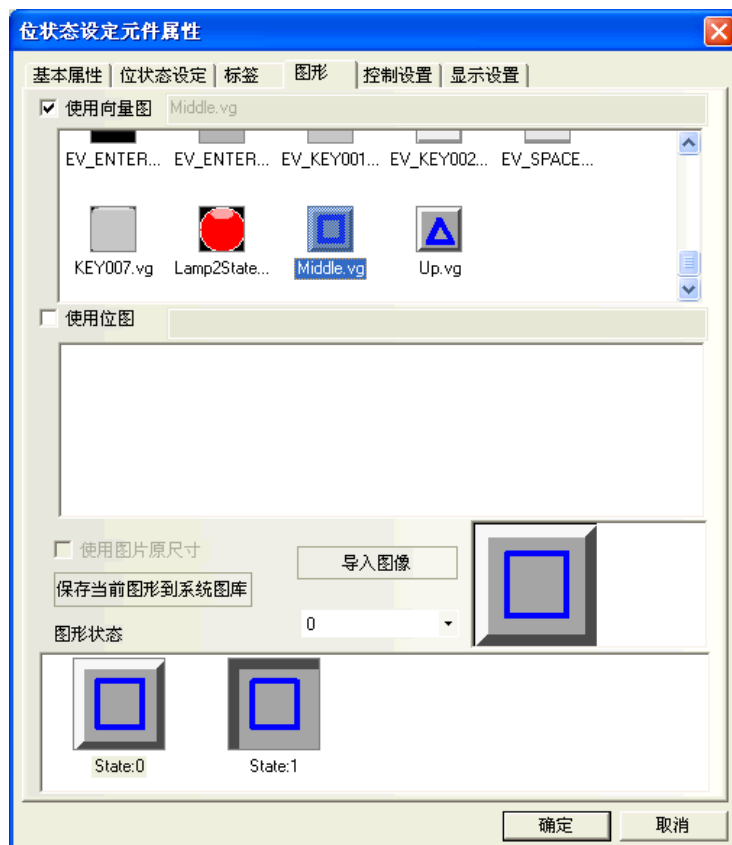 位状态设定元件属性
基本属性 位状态设定 标签 图形 控制设置 显示设置
使用向量图 Middle.vg
EV_ENTER... EV_ENTER... EV_KEY001... EV_KEY002... EV_SPACE...
KEY007.vg Lamp2State... Middle.vg Up.vg
使用位图
使用图片原尺寸
导入图像
保存当前图形到系统图库
0
图形状态
State:0 State:1
确定 取消